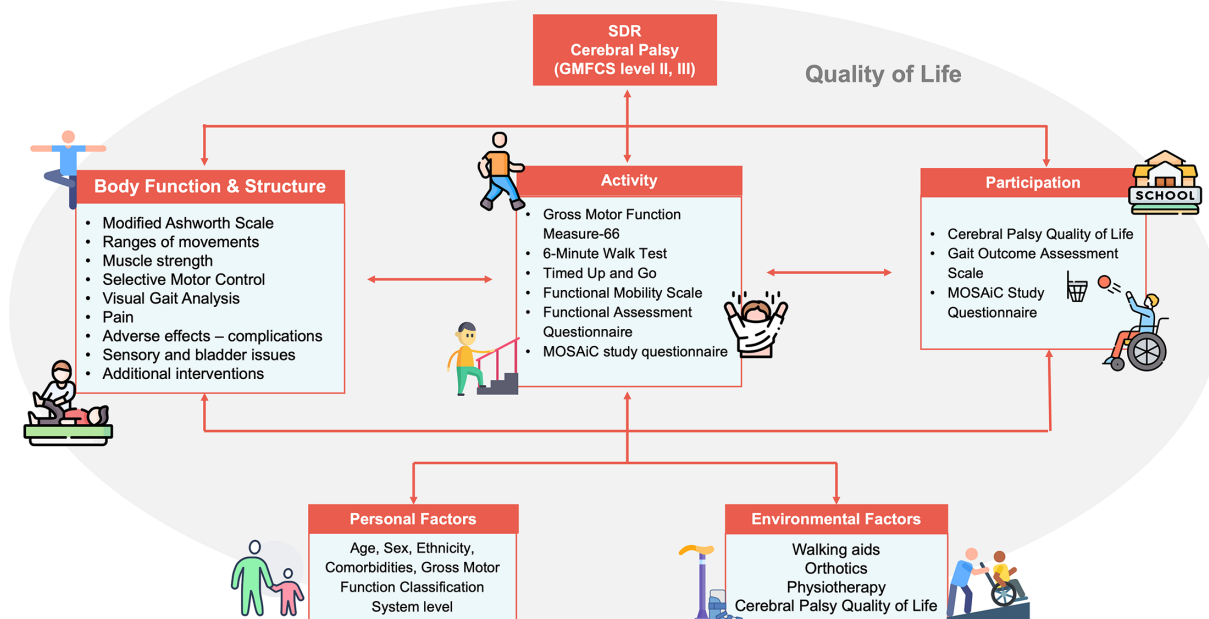 SDR
Cerebral Palsy
(GMFCS level II, III)
Quality of Life
Body Function & Structure
• Modified Ashworth Scale
• Ranges of movements
• Muscle strength
• Selective Motor Control
• Visual Gait Analysis
• Pain
• Adverse effects – complications
• Sensory and bladder issues
• Additional interventions
Activity
• Gross Motor Function
Measure-66
• 6-Minute Walk Test
• Timed Up and Go
• Functional Mobility Scale
• Functional Assessment
Questionnaire
• MOSAiC study questionnaire
Participation
SCHOOL
• Cerebral Palsy Quality of Life
• Gait Outcome Assessment
Scale
• MOSAiC Study
Questionnaire
Personal Factors
Age, Sex, Ethnicity,
Comorbidities, Gross Motor
Function Classification
System level
Environmental Factors
Walking aids
Orthotics
Physiotherapy
Cerebral Palsy Quality of Life